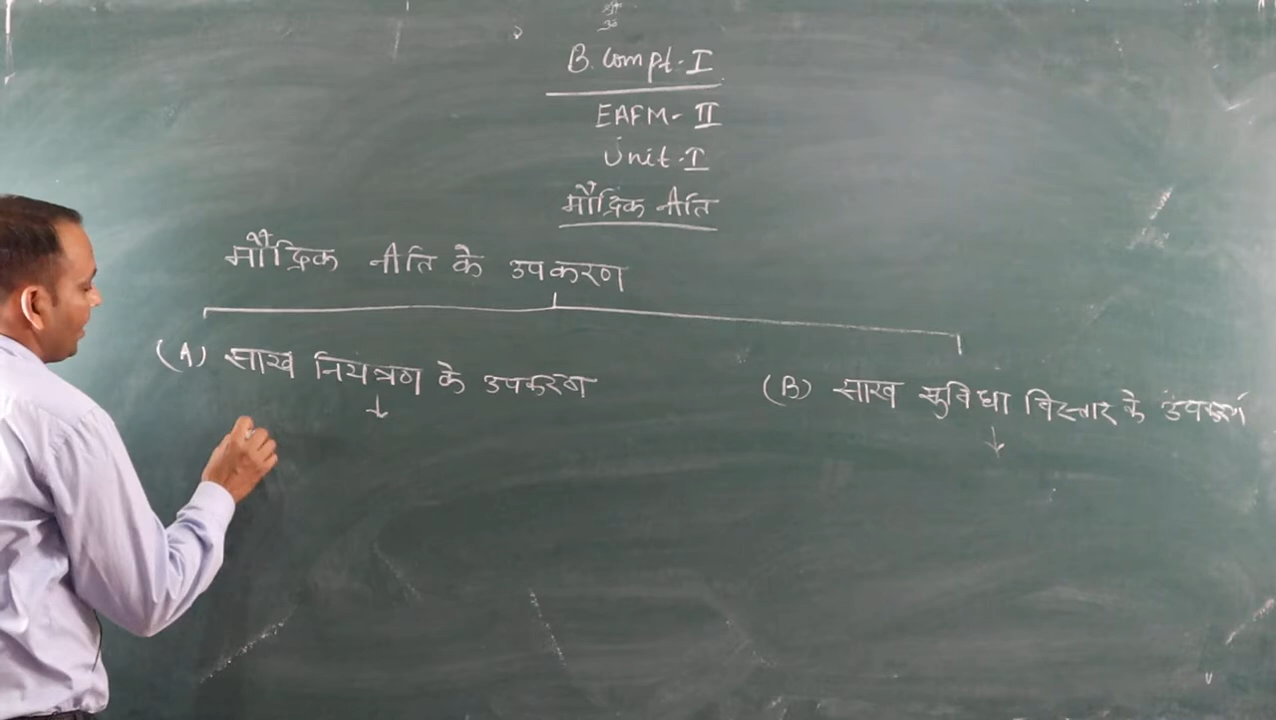 श्री
B. Compt. I
EAFM- II
Unit. I
मौद्रिक नीति
मौद्रिक नीति के उपकरण
(A) साख नियंत्रण के उपकरण
(B) साख सुविधा विस्तार के उपकरण